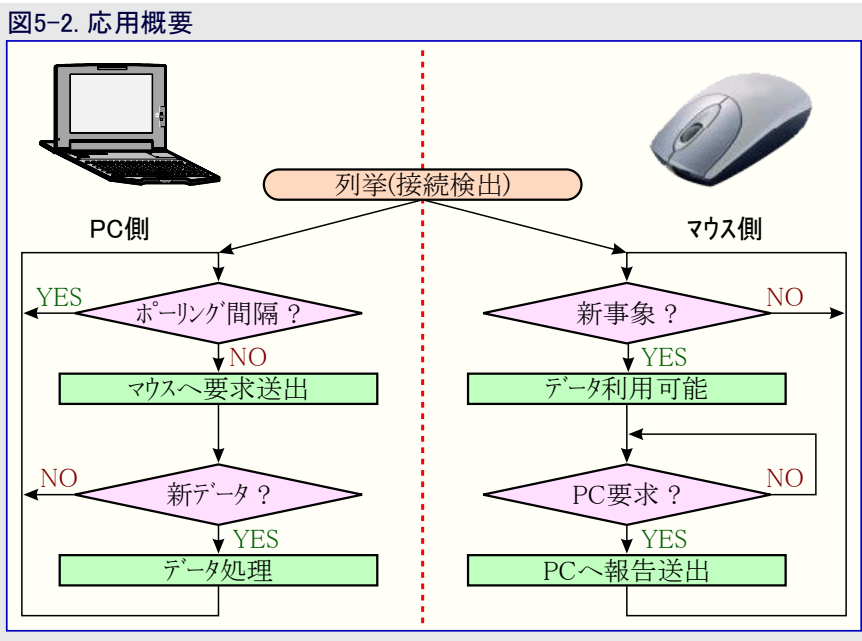 図5-2. 応用概要
列挙(接続検出)
PC側
マウス側
YES
ポーリング間隔 ?
NO
マウスへ要求送出
NO
新データ ?
YES
データ処理
新事象 ?
NO
YES
データ利用可能
PC要求 ?
NO
YES
PCへ報告送出